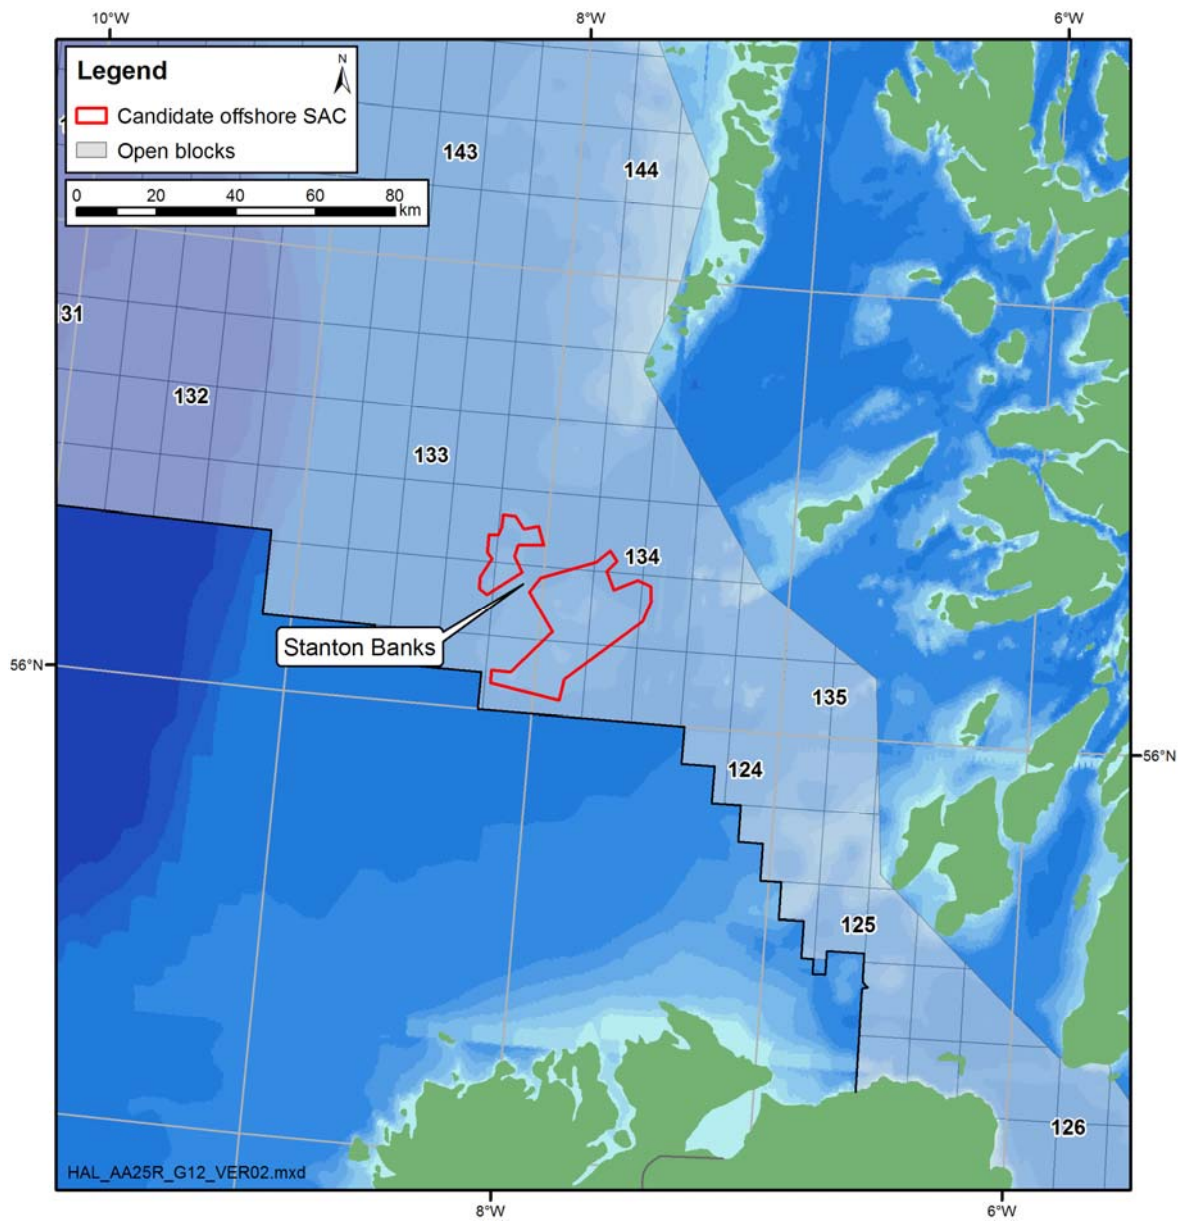 10°W 8°W 6°W
Legend
N
Candidate offshore SAC
Open blocks
0 20 40 60 80
km
143
144
31
132
133
134
Stanton Banks
56°N
135
124
56°N
125
126
HAL_AA25R_G12_VER02.mxd
8°W 6°W